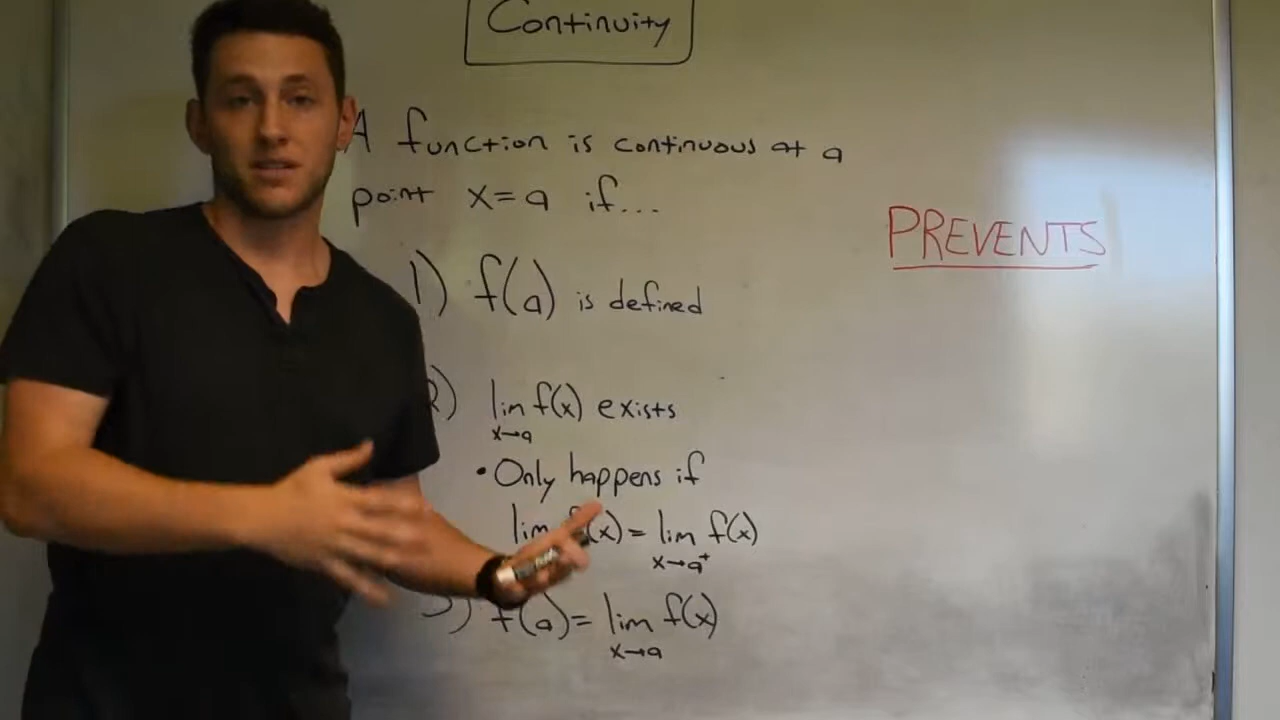 Continuity
A function is continuous at a
point x=a if...
PREVENTS
1) f(a) is defined
2) lim f(x) exists
x→a
• Only happens if
lim f(x) = lim f(x)
x→a⁺
3) f(a) = lim f(x)
x→a